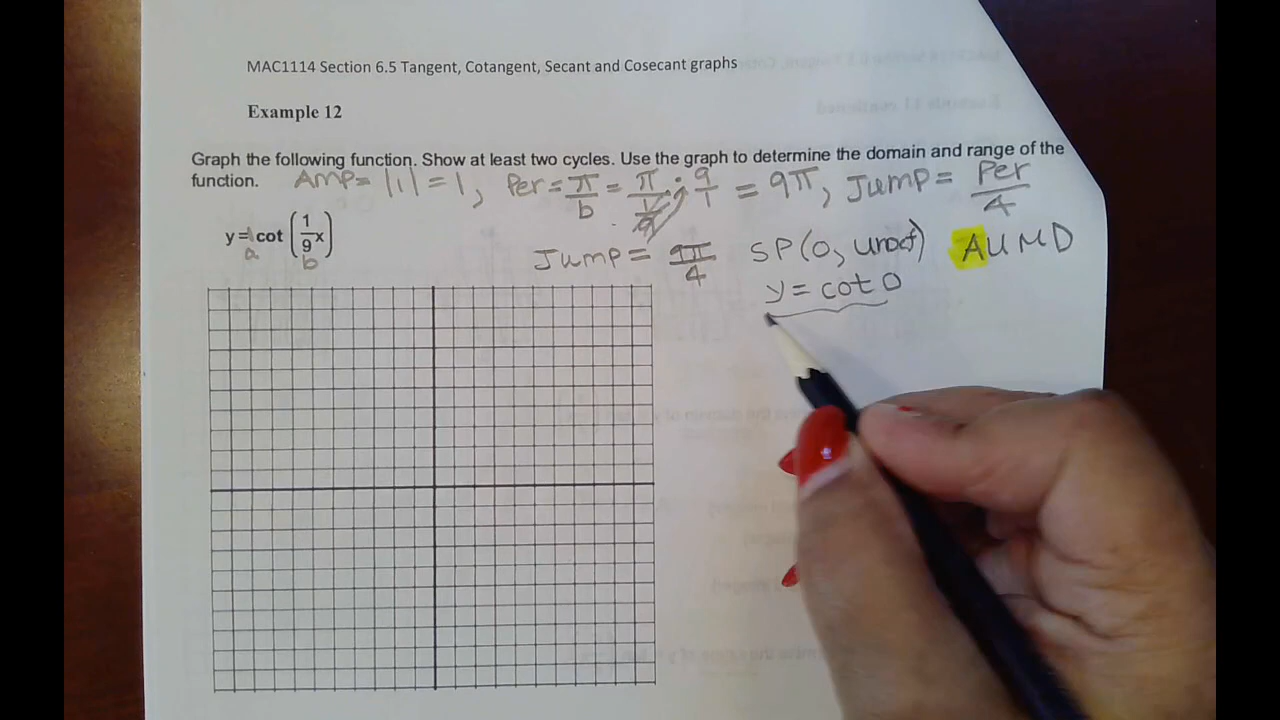 MAC1114 Section 6.5 Tangent, Cotangent, Secant and Cosecant graphs
Example 12
Graph the following function. Show at least two cycles. Use the graph to determine the domain and range of the
function. Amp = |1| = 1, Per = π/b = π/(1/9) · 9/1 = 9π, Jump = Per/4
y = cot (1/9 x)
a b
Jump = 9π/4 SP(0, undf) AUMD
y = cot 0